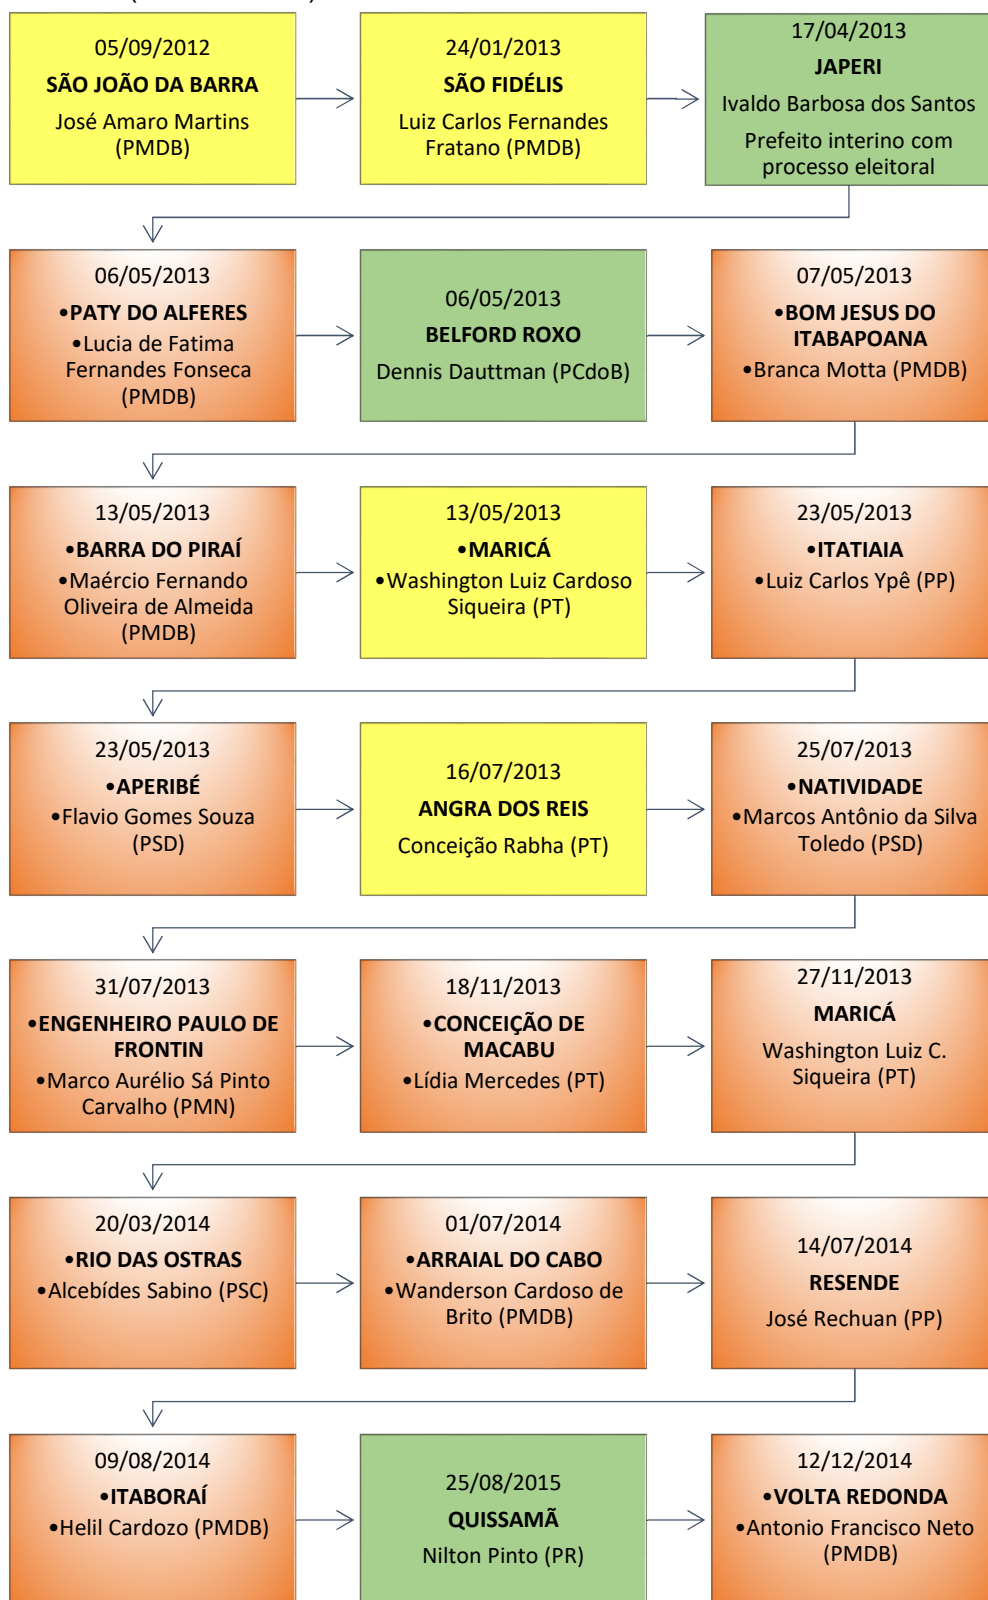 05/09/2012
SÃO JOÃO DA BARRA
José Amaro Martins
(PMDB)
24/01/2013
SÃO FIDÉLIS
Luiz Carlos Fernandes
Fratano (PMDB)
17/04/2013
JAPERI
Ivaldo Barbosa dos Santos
Prefeito interino com
processo eleitoral
06/05/2013
•PATY DO ALFERES
•Lucia de Fatima
Fernandes Fonseca
(PMDB)
06/05/2013
BELFORD ROXO
Dennis Dauttman (PCdoB)
07/05/2013
•BOM JESUS DO
ITABAPOANA
•Branca Motta (PMDB)
13/05/2013
•BARRA DO PIRAÍ
•Maércio Fernando
Oliveira de Almeida
(PMDB)
13/05/2013
•MARICÁ
•Washington Luiz Cardoso
Siqueira (PT)
23/05/2013
•ITATIAIA
•Luiz Carlos Ypê (PP)
23/05/2013
•APERIBÉ
•Flavio Gomes Souza
(PSD)
16/07/2013
ANGRA DOS REIS
Conceição Rabha (PT)
25/07/2013
•NATIVIDADE
•Marcos Antônio da Silva
Toledo (PSD)
31/07/2013
•ENGENHEIRO PAULO DE
FRONTIN
•Marco Aurélio Sá Pinto
Carvalho (PMN)
18/11/2013
•CONCEIÇÃO DE
MACABU
•Lídia Mercedes (PT)
27/11/2013
MARICÁ
Washington Luiz C.
Siqueira (PT)
20/03/2014
•RIO DAS OSTRAS
•Alcebídes Sabino (PSC)
01/07/2014
•ARRAIAL DO CABO
•Wanderson Cardoso de
Brito (PMDB)
14/07/2014
RESENDE
José Rechuan (PP)
09/08/2014
•ITABORAÍ
•Helil Cardozo (PMDB)
25/08/2015
QUISSAMÃ
Nilton Pinto (PR)
12/12/2014
•VOLTA REDONDA
•Antonio Francisco Neto
(PMDB)